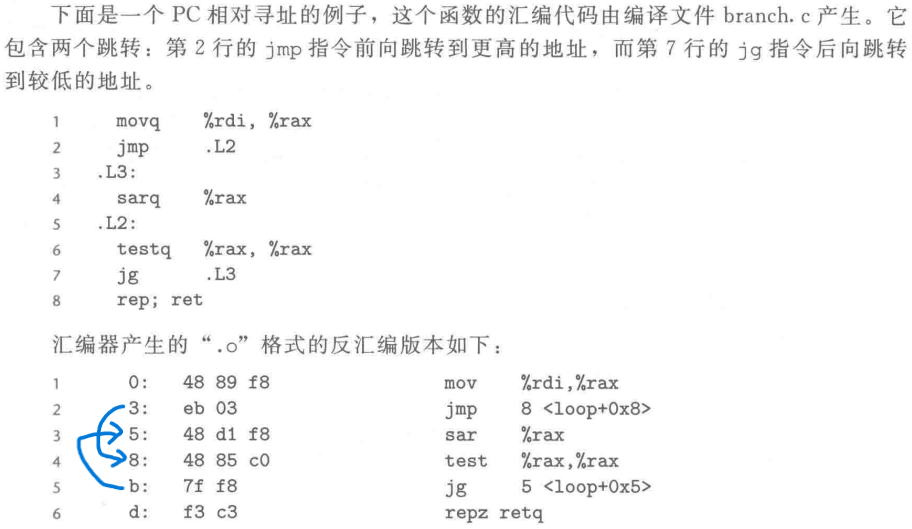 下面是一个 PC 相对寻址的例子，这个函数的汇编代码由编译文件 branch.c 产生。它
包含两个跳转：第 2 行的 jmp 指令前向跳转到更高的地址，而第 7 行的 jg 指令后向跳转
到较低的地址。
1 movq %rdi, %rax
2 jmp .L2
3 .L3:
4 sarq %rax
5 .L2:
6 testq %rax, %rax
7 jg .L3
8 rep; ret
汇编器产生的“.o”格式的反汇编版本如下：
1 0: 48 89 f8 mov %rdi,%rax
2 3: eb 03 jmp 8 <loop+0x8>
3 5: 48 d1 f8 sar %rax
4 8: 48 85 c0 test %rax,%rax
5 b: 7f f8 jg 5 <loop+0x5>
6 d: f3 c3 repz retq